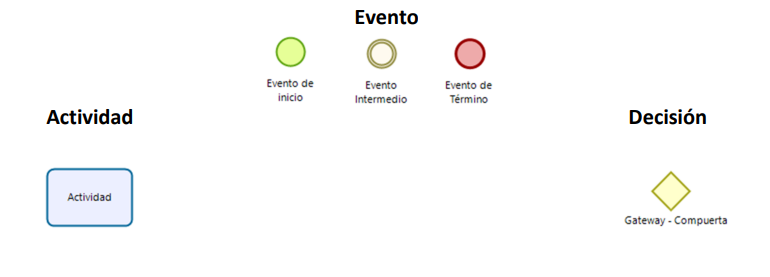 Evento
Evento de
inicio
Evento
Intermedio
Evento de
Término
Actividad
Decisión
Actividad
Gateway - Compuerta